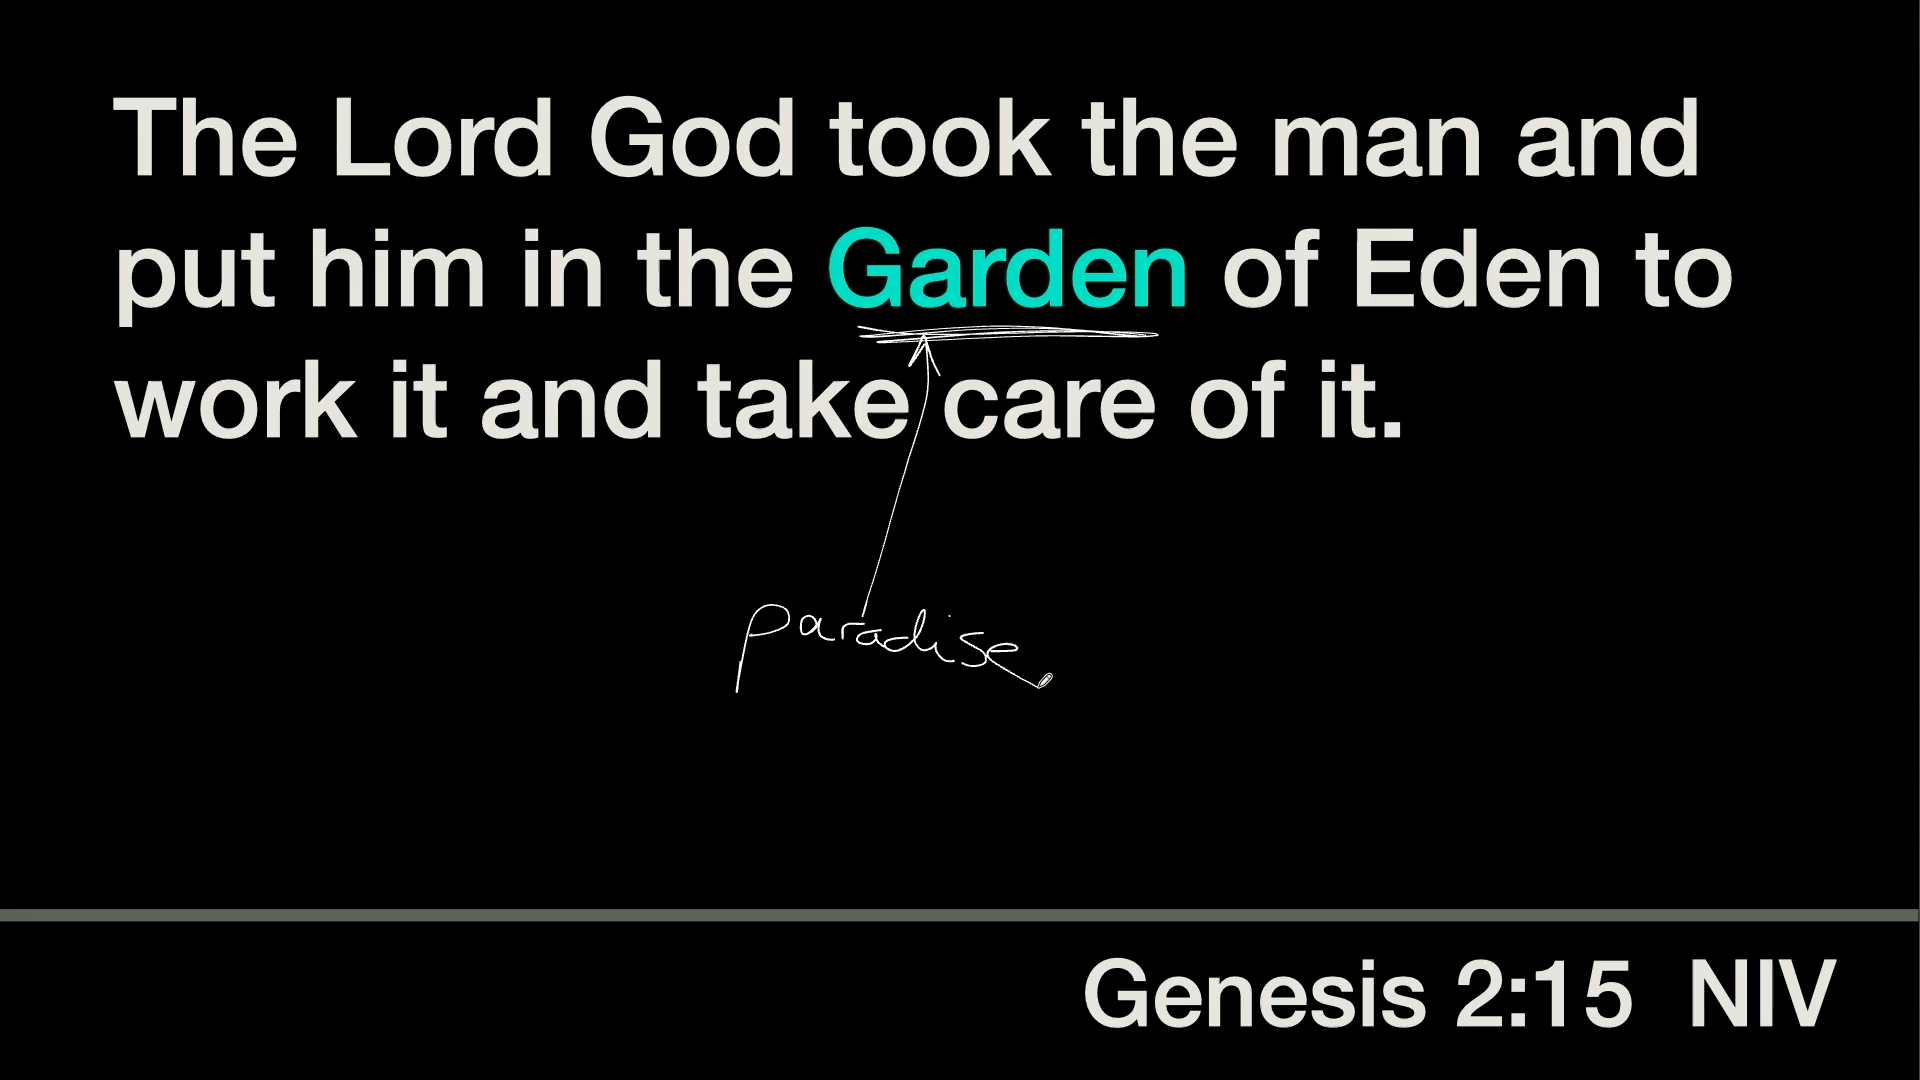 The Lord God took the man and
put him in the Garden of Eden to
work it and take care of it.
paradise
Genesis 2:15 NIV